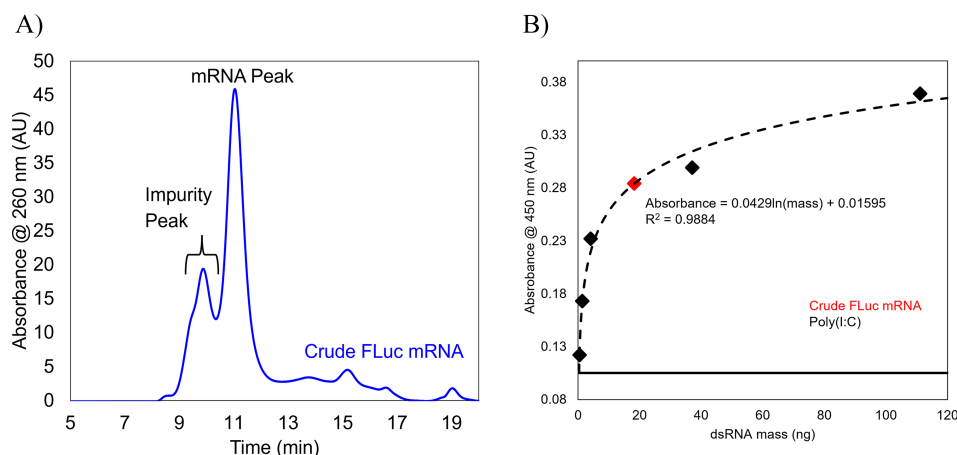 A)
50
45
40
35
30
25
20
15
10
5
0
Absorbance @ 260 nm (AU)
mRNA Peak
Impurity
Peak
Crude FLuc mRNA
5
7
9
11
13
15
17
19
Time (min)
B)
0.38
0.33
0.28
0.23
0.18
0.13
0.08
Absrobance @ 450 nm (AU)
Absorbance = 0.0429ln(mass) + 0.01595
R² = 0.9884
Crude FLuc mRNA
Poly(I:C)
0
20
40
60
80
100
120
dsRNA mass (ng)